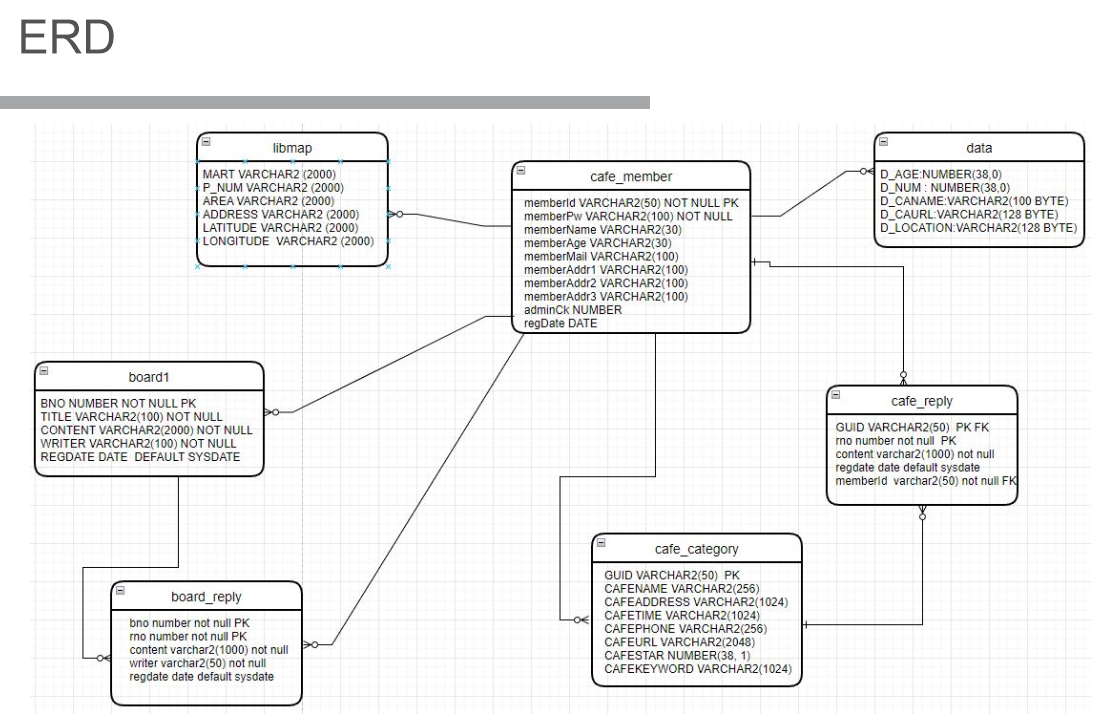 ERD
libmap
MART VARCHAR2 (2000)
P_NUM VARCHAR2 (2000)
AREA VARCHAR2 (2000)
ADDRESS VARCHAR2 (2000)
LATITUDE VARCHAR2 (2000)
LONGITUDE VARCHAR2 (2000)
cafe_member
memberId VARCHAR2(50) NOT NULL PK
memberPw VARCHAR2(100) NOT NULL
memberName VARCHAR2(30)
memberAge VARCHAR2(30)
memberMail VARCHAR2(100)
memberAddr1 VARCHAR2(100)
memberAddr2 VARCHAR2(100)
memberAddr3 VARCHAR2(100)
adminCk NUMBER
regDate DATE
data
D_AGE:NUMBER(38,0)
D_NUM : NUMBER(38,0)
D_CANAME:VARCHAR2(100 BYTE)
D_CAURL:VARCHAR2(128 BYTE)
D_LOCATION:VARCHAR2(128 BYTE)
board1
BNO NUMBER NOT NULL PK
TITLE VARCHAR2(100) NOT NULL
CONTENT VARCHAR2(2000) NOT NULL
WRITER VARCHAR2(100) NOT NULL
REGDATE DATE DEFAULT SYSDATE
cafe_reply
GUID VARCHAR2(50) PK FK
rno number not null PK
content varchar2(1000) not null
regdate date default sysdate
memberId varchar2(50) not null FK
board_reply
bno number not null PK
rno number not null PK
content varchar2(1000) not null
writer varchar2(50) not null
regdate date default sysdate
cafe_category
GUID VARCHAR2(50) PK
CAFENAME VARCHAR2(256)
CAFEADDRESS VARCHAR2(1024)
CAFETIME VARCHAR2(1024)
CAFEPHONE VARCHAR2(256)
CAFEURL VARCHAR2(2048)
CAFESTAR NUMBER(38, 1)
CAFEKEYWORD VARCHAR2(1024)